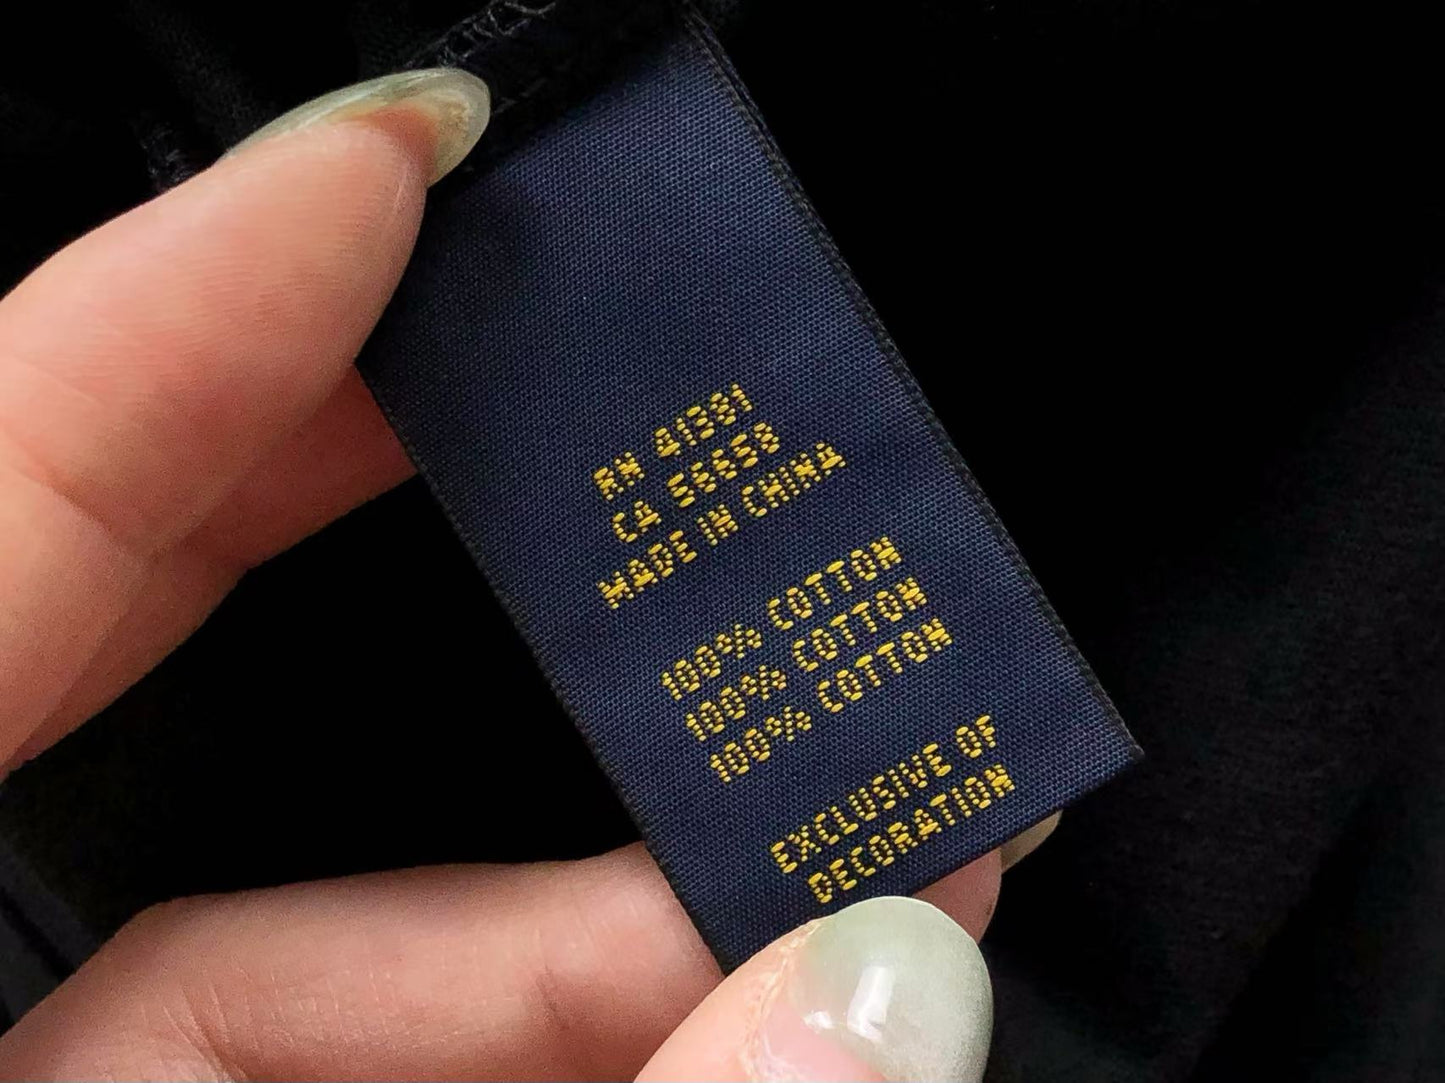 RN 41381
CA 56658
MADE IN CHINA
100% COTTON
100% COTTON
100% COTTON
EXCLUSIVE OF
DECORATION